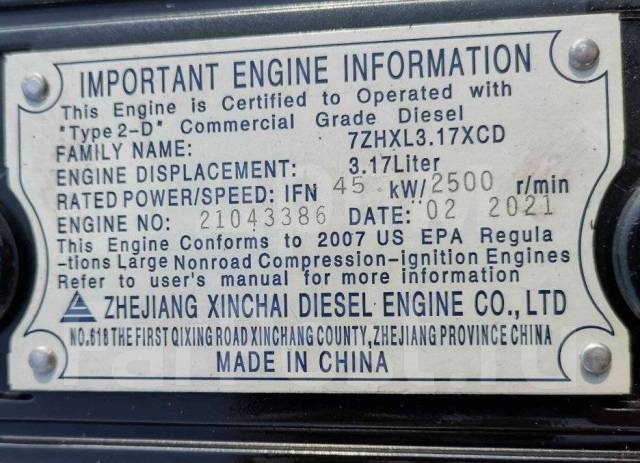 IMPORTANT ENGINE INFORMATION
This Engine is Certified to Operated with
"Type 2-D" Commercial Grade Diesel
FAMILY NAME: 7ZHXL3.17XCD
ENGINE DISPLACEMENT: 3.17Liter
RATED POWER/SPEED: IFN 45 kW/2500 r/min
ENGINE NO: 21043386 DATE: 02 2021
This Engine Conforms to 2007 US EPA Regula
-tions Large Nonroad Compression-ignition Engines
Refer to user's manual for more information
ZHEJIANG XINCHAI DIESEL ENGINE CO., LTD
NO.618 THE FIRST QIXING ROAD XINCHANG COUNTY, ZHEJIANG PROVINCE CHINA
MADE IN CHINA